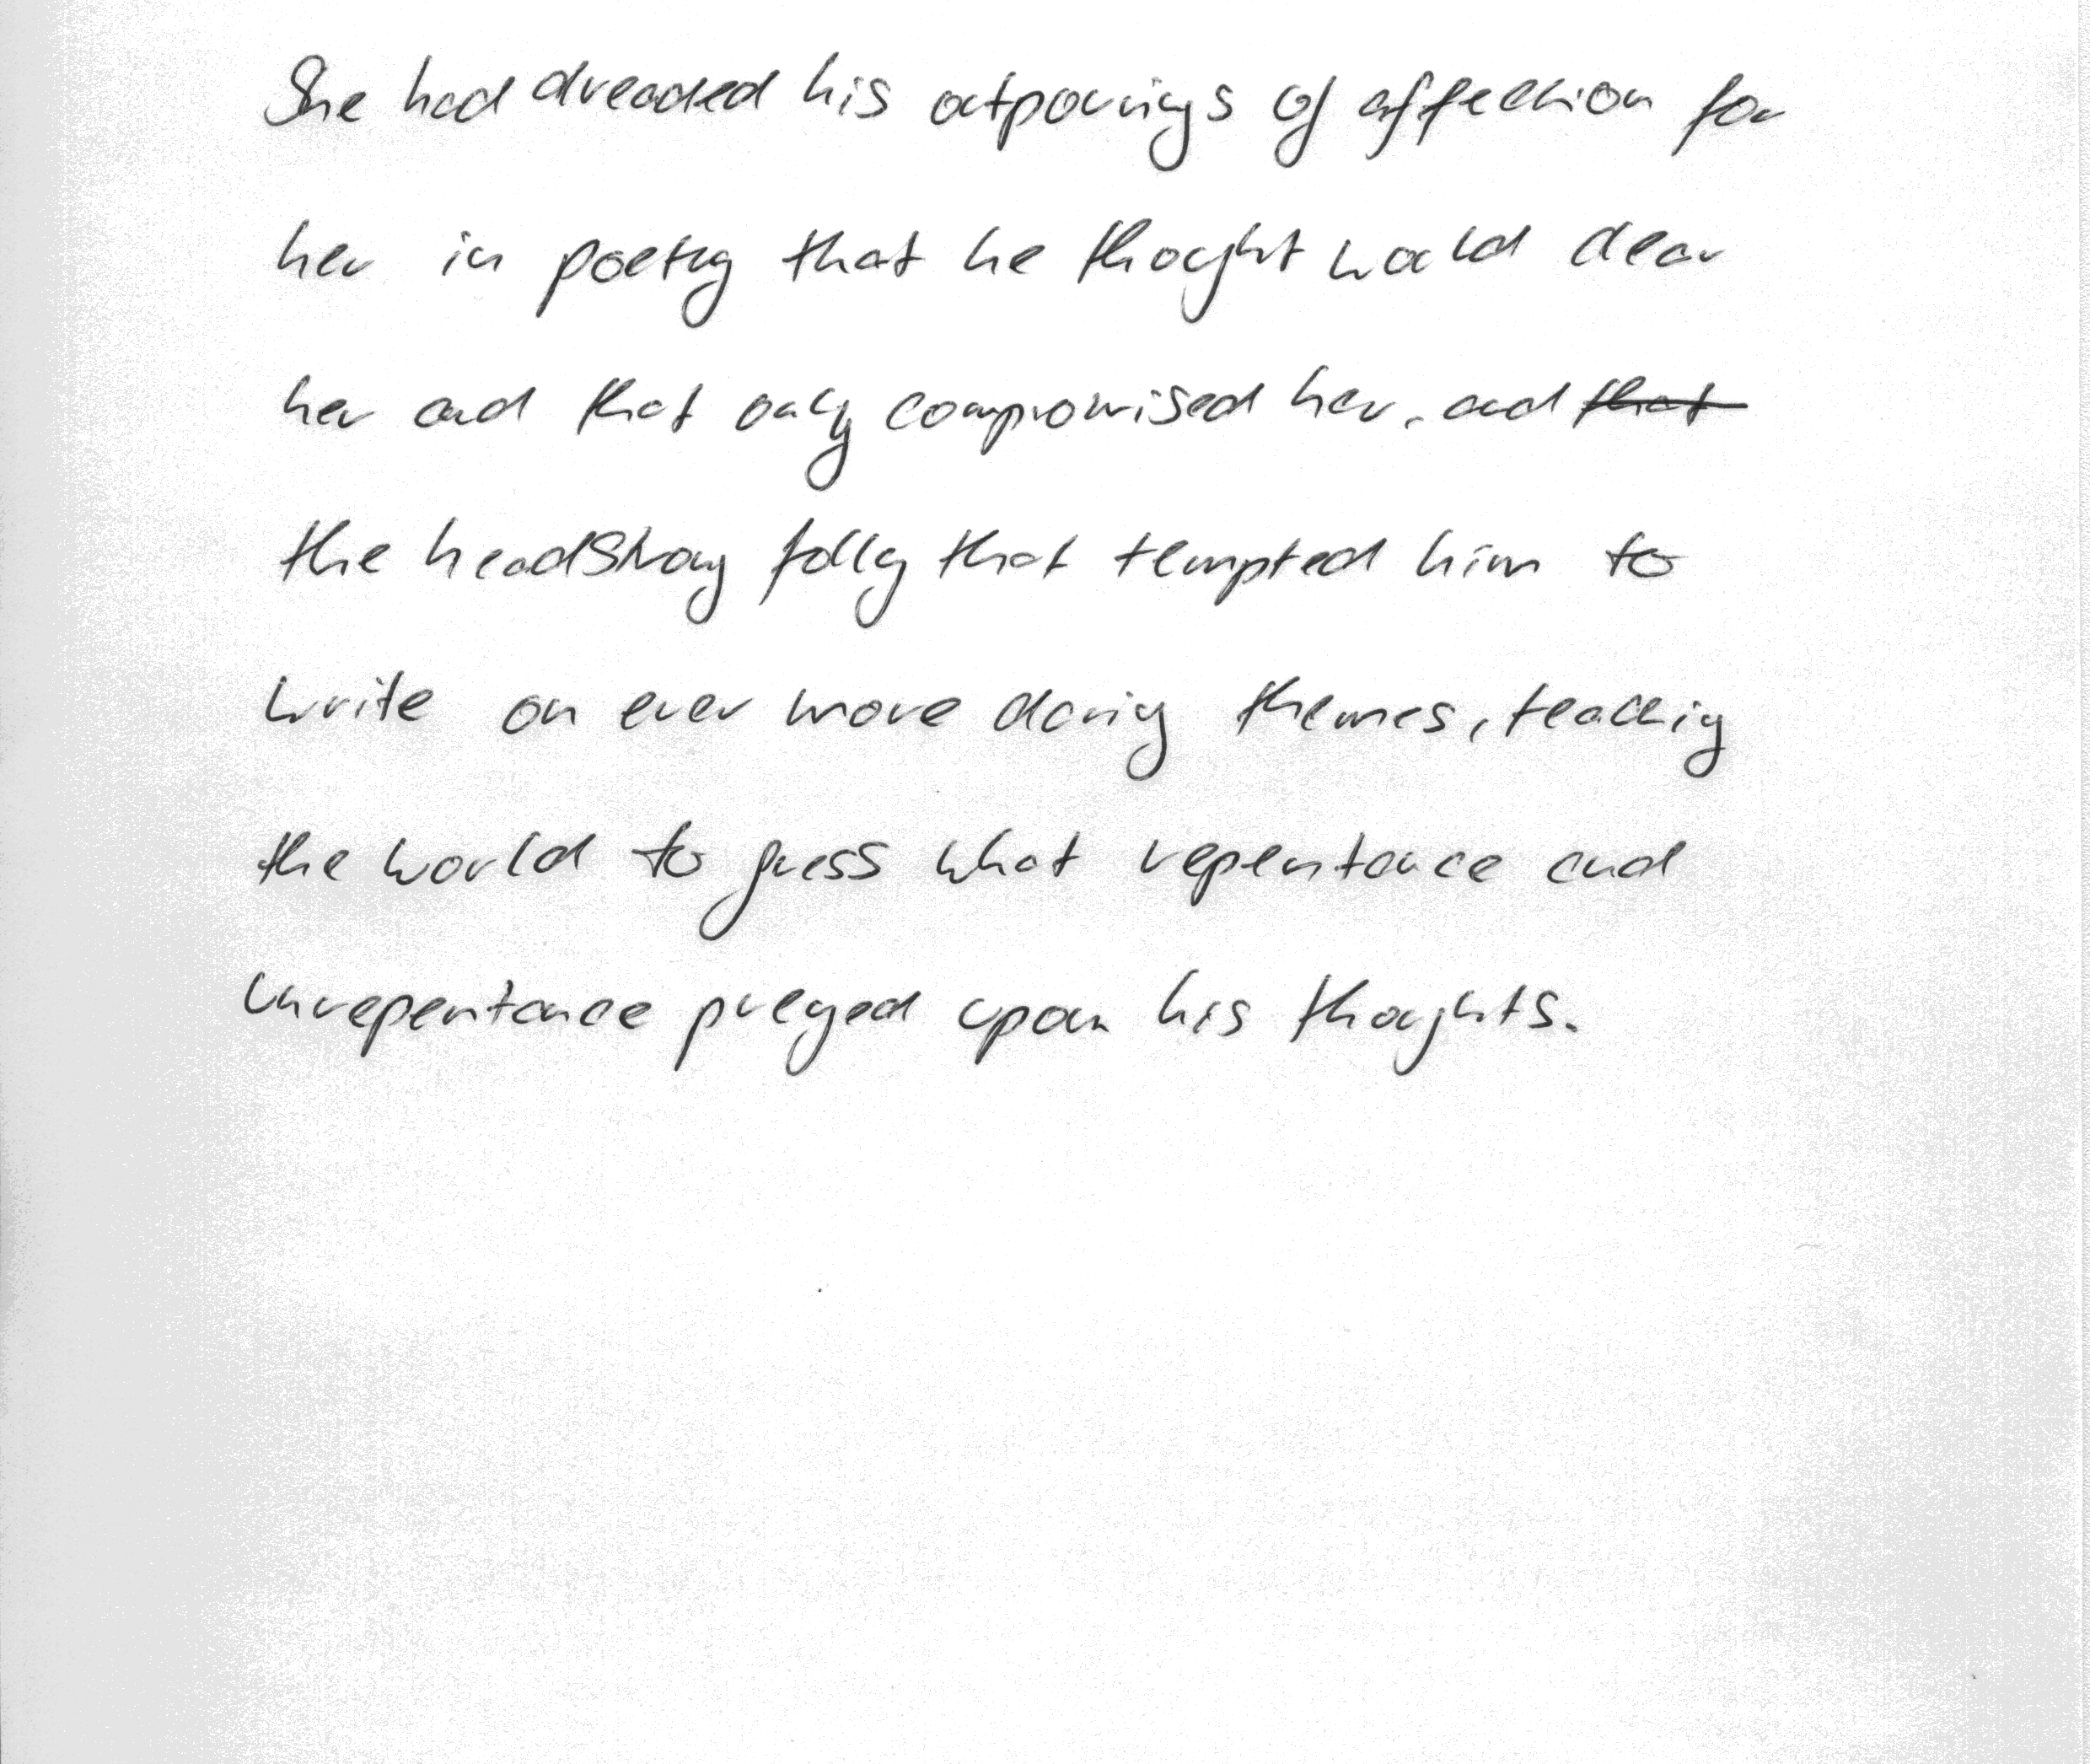 She had dreaded his outpourings of affection for
her in poetry that he thought would clear
her and that only compromised her, and ~~that~~
the headstrong folly that tempted him to
write on ever more daring themes, teaching
the world to guess what repentance and
unrepentance preyed upon his thoughts.